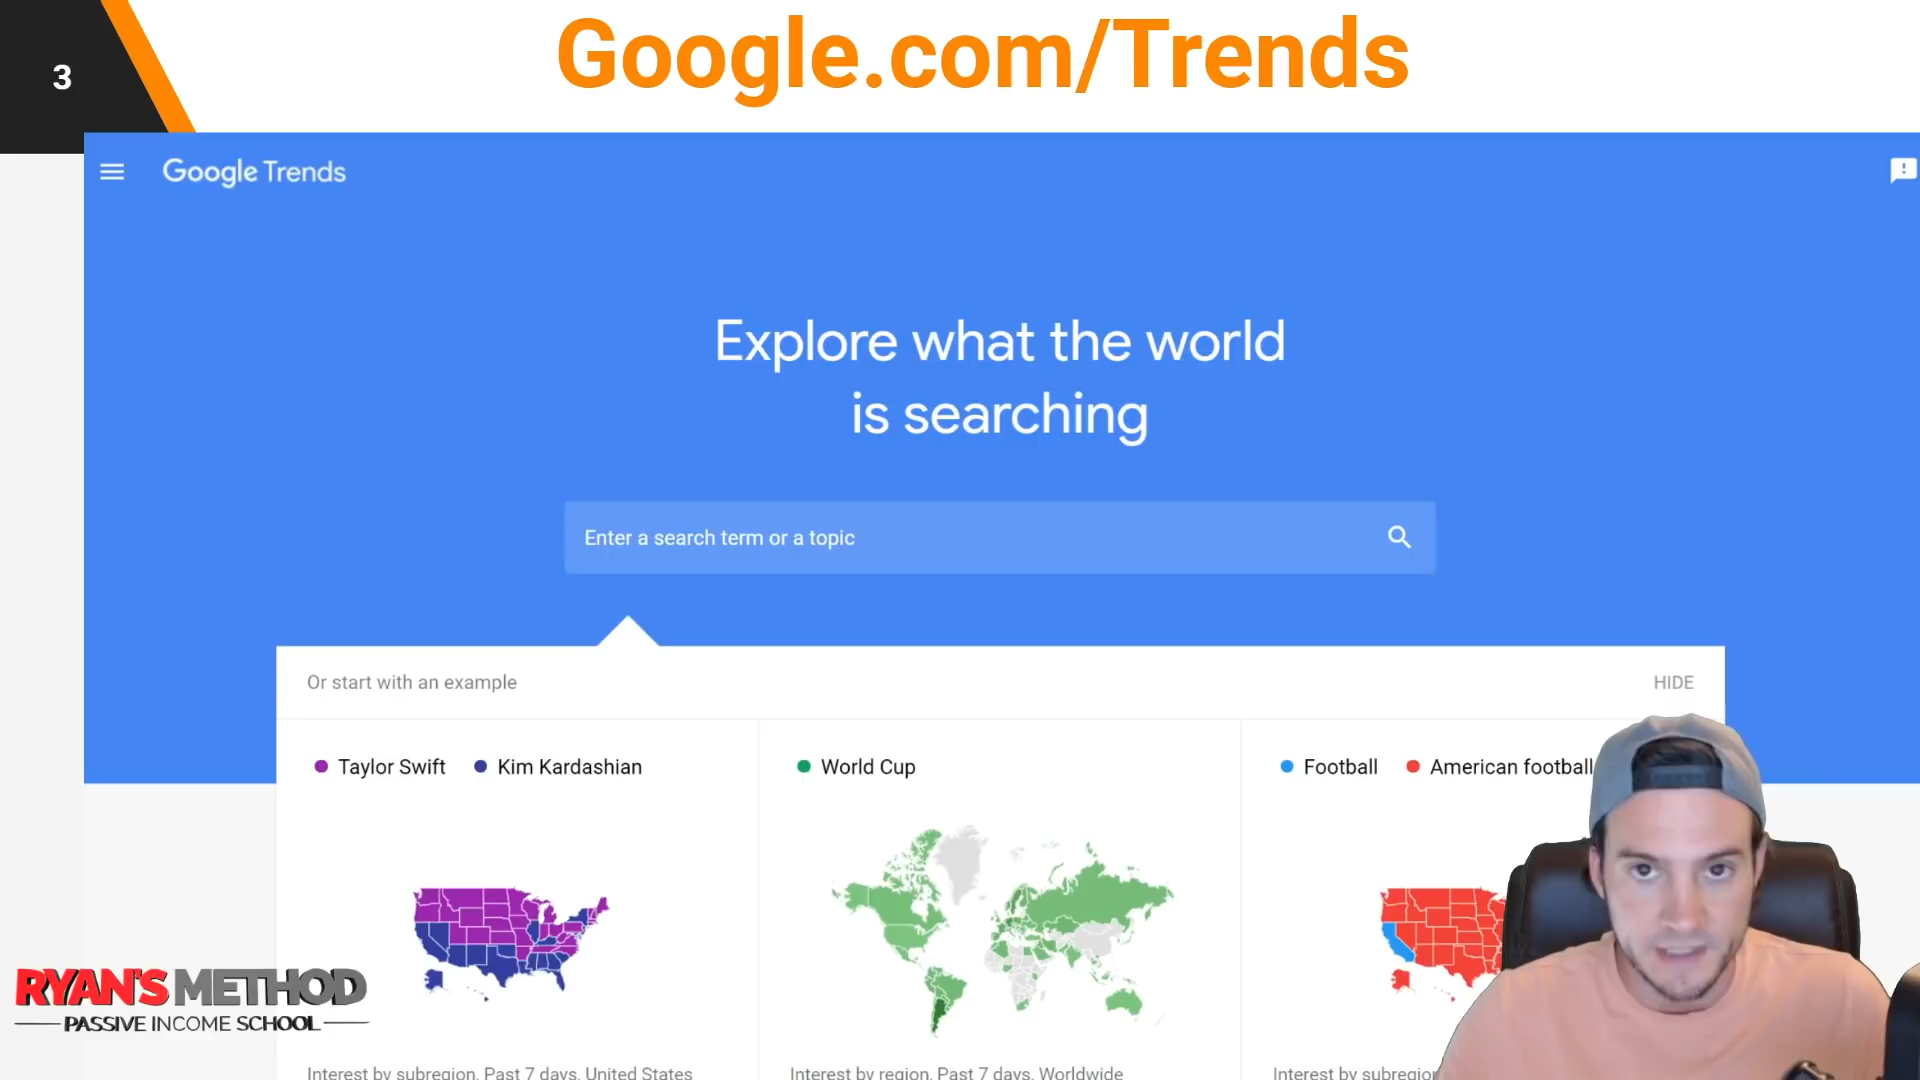 3
Google.com/Trends
Google Trends
Explore what the world
is searching
Enter a search term or a topic
Or start with an example
HIDE
Taylor Swift
Kim Kardashian
World Cup
Football
American football
RYAN'S METHOD
PASSIVE INCOME SCHOOL
Interest by subregion, Past 7 days, United States
Interest by region, Past 7 days, Worldwide
Interest by subregion